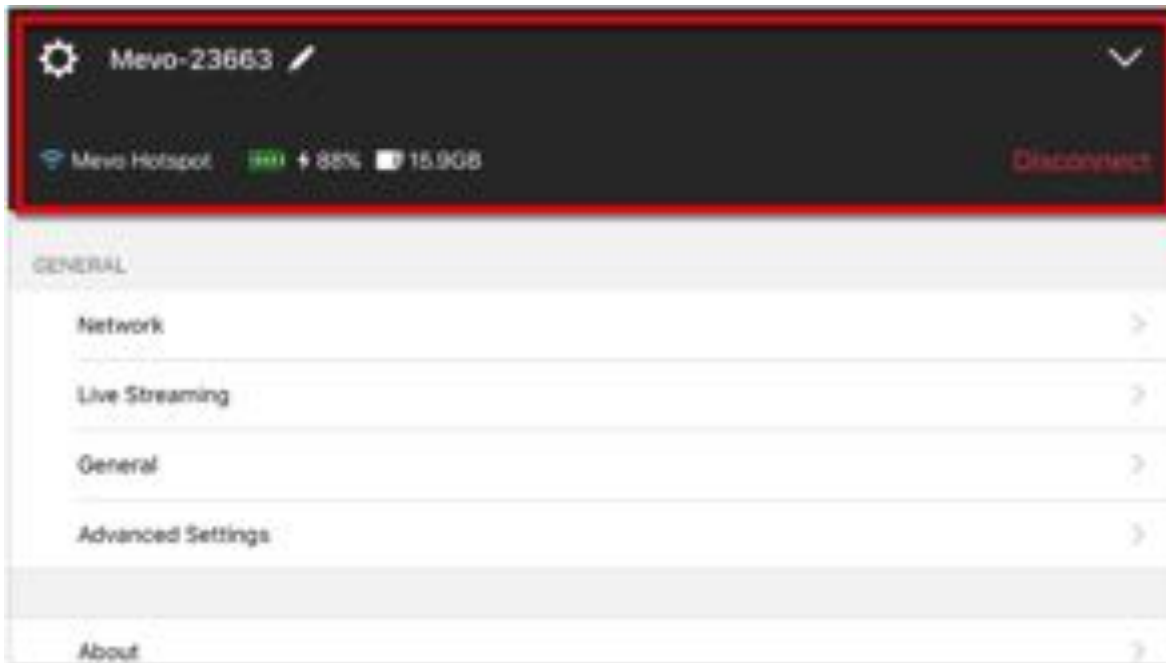 Mevo-23663
Mevo Hotspot 88% 15.9GB Disconnect
GENERAL
Network
Live Streaming
General
Advanced Settings
About